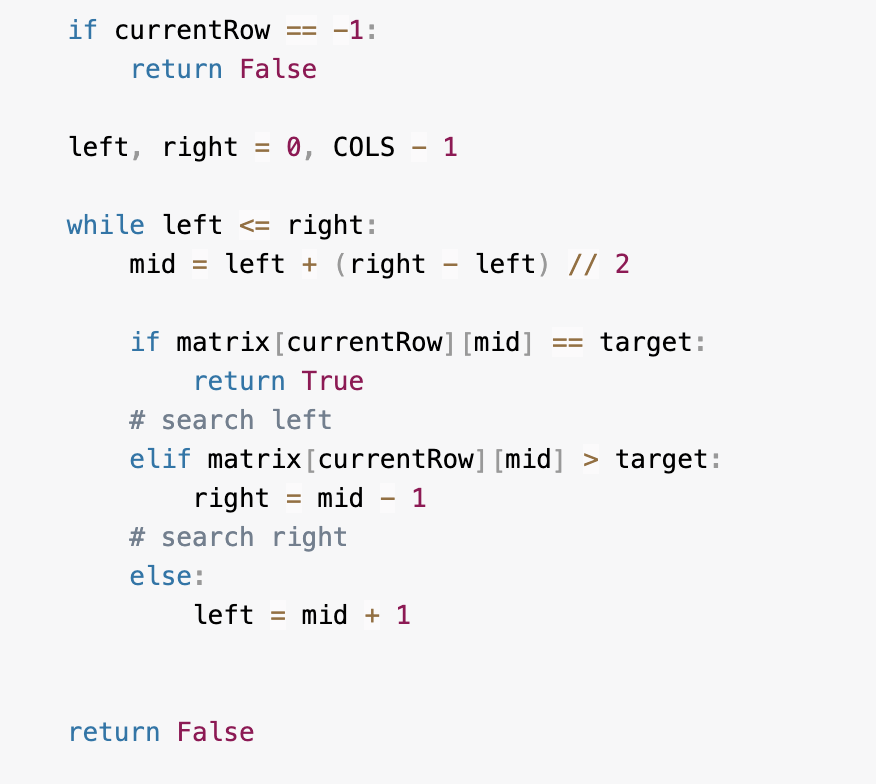 if currentRow == -1:
    return False

left, right = 0, COLS - 1

while left <= right:
    mid = left + (right - left) // 2

    if matrix[currentRow][mid] == target:
        return True
    # search left
    elif matrix[currentRow][mid] > target:
        right = mid - 1
    # search right
    else:
        left = mid + 1


return False